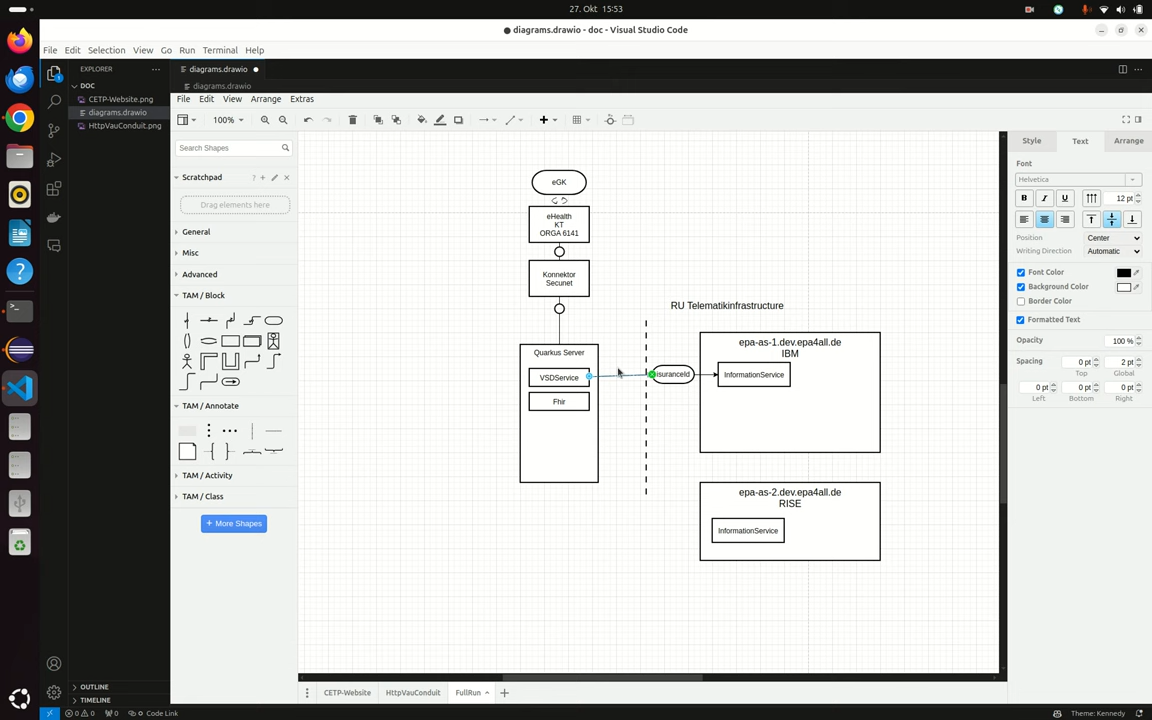 27. Okt  15:53
● diagrams.drawio - doc - Visual Studio Code
File Edit Selection View Go Run Terminal Help
EXPLORER
DOC
CETP-Website.png
diagrams.drawio
HttpVauConduit.png
OUTLINE
TIMELINE
diagrams.drawio
diagrams.drawio
File Edit View Arrange Extras
100%
Search Shapes
Scratchpad
Drag elements here
General
Misc
Advanced
TAM / Block
TAM / Annotate
TAM / Activity
TAM / Class
+ More Shapes
eGK
eHealth
KT
ORGA 6141
Konnektor
Secunet
Quarkus Server
VSDService
Fhir
RU Telematikinfrastructure
epa-as-1.dev.epa4all.de
IBM
suranceId
InformationService
epa-as-2.dev.epa4all.de
RISE
InformationService
CETP-Website HttpVauConduit FullRun
Style Text Arrange
Font
Helvetica
B I U 12 pt
Position Center
Writing Direction Automatic
Font Color
Background Color
Border Color
Formatted Text
Opacity 100 %
Spacing 0 pt 2 pt
Top Global
0 pt 0 pt 0 pt
Left Bottom Right
0 0 0 Code Link
Theme: Kennedy